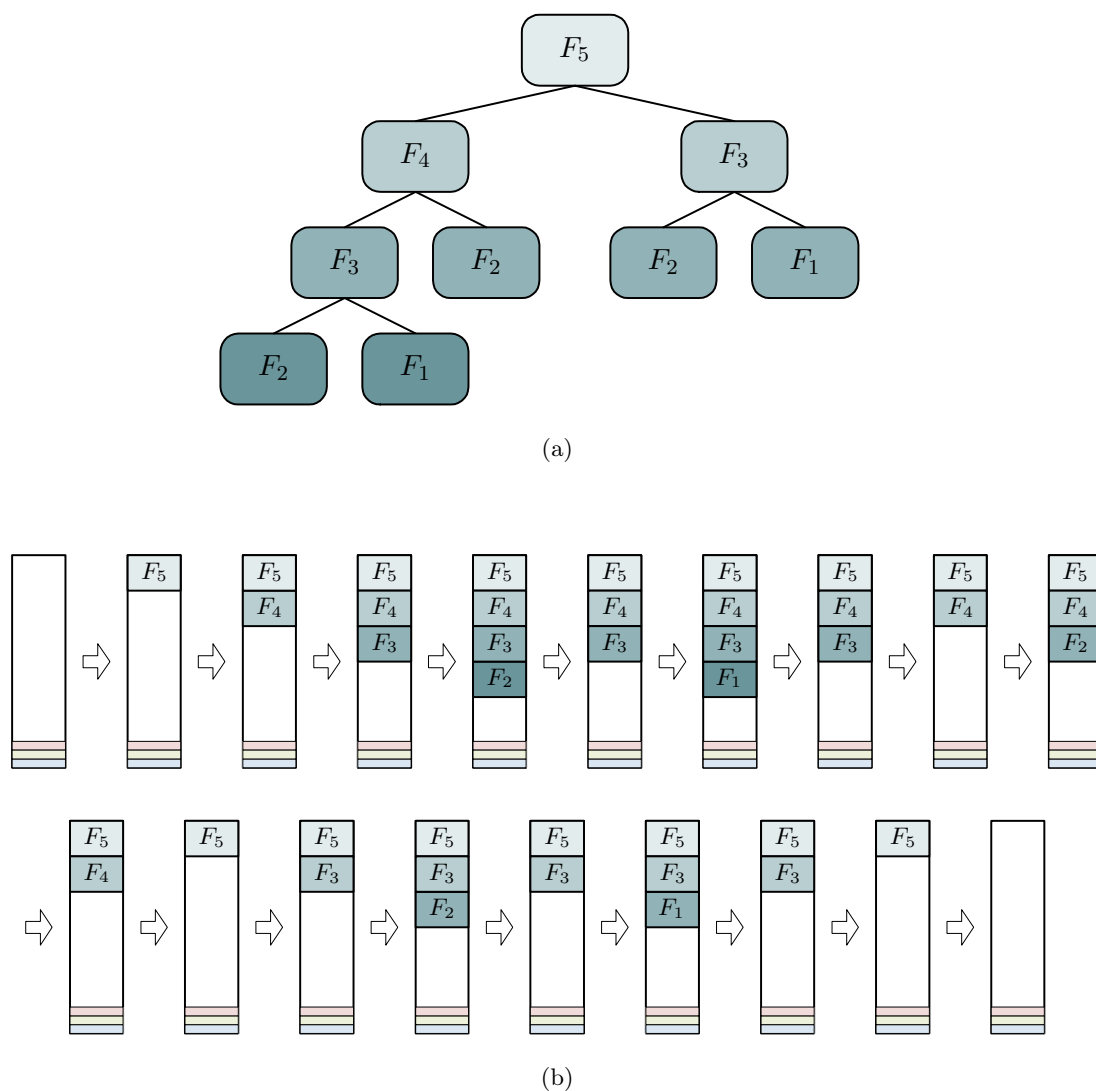 F₅
F₄ F₃
F₃ F₂ F₂ F₁
F₂ F₁
(a)
F₅ F₅ F₅ F₅ F₅ F₅ F₅ F₅ F₅
F₄ F₄ F₄ F₄ F₄ F₄ F₄ F₄
F₃ F₃ F₃ F₃ F₃ F₂
F₂ F₁
F₅ F₅ F₅ F₅ F₅ F₅ F₅ F₅
F₄ F₃ F₃ F₃ F₃ F₃
F₂ F₁
(b)